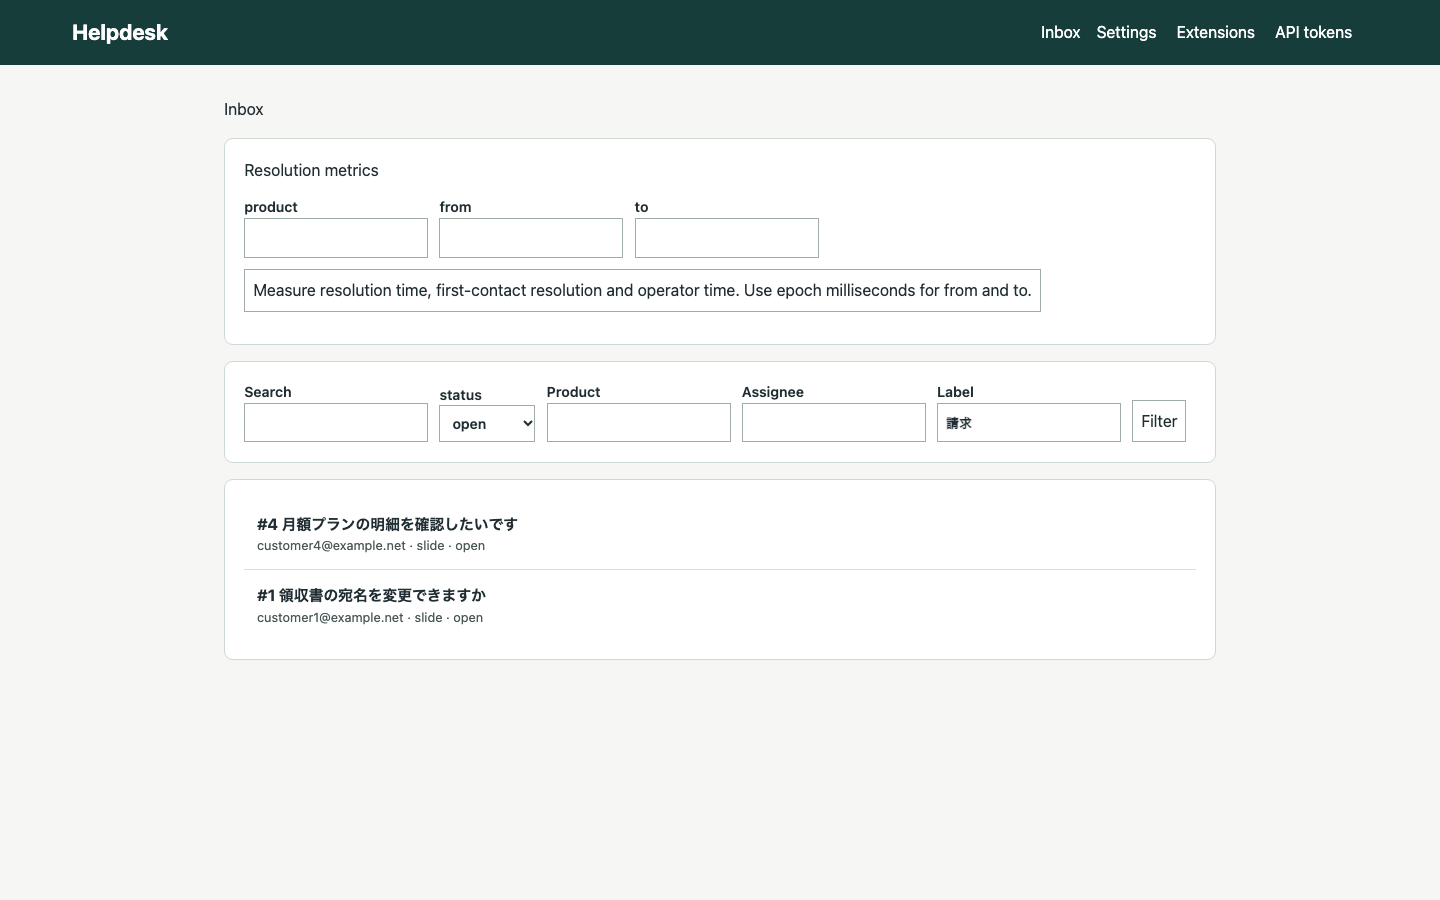 Helpdesk
Inbox Settings Extensions API tokens
Inbox
Resolution metrics
product from to
Measure resolution time, first-contact resolution and operator time. Use epoch milliseconds for from and to.
Search status Product Assignee Label
open 請求 Filter
#4 月額プランの明細を確認したいです
customer4@example.net · slide · open
#1 領収書の宛名を変更できますか
customer1@example.net · slide · open